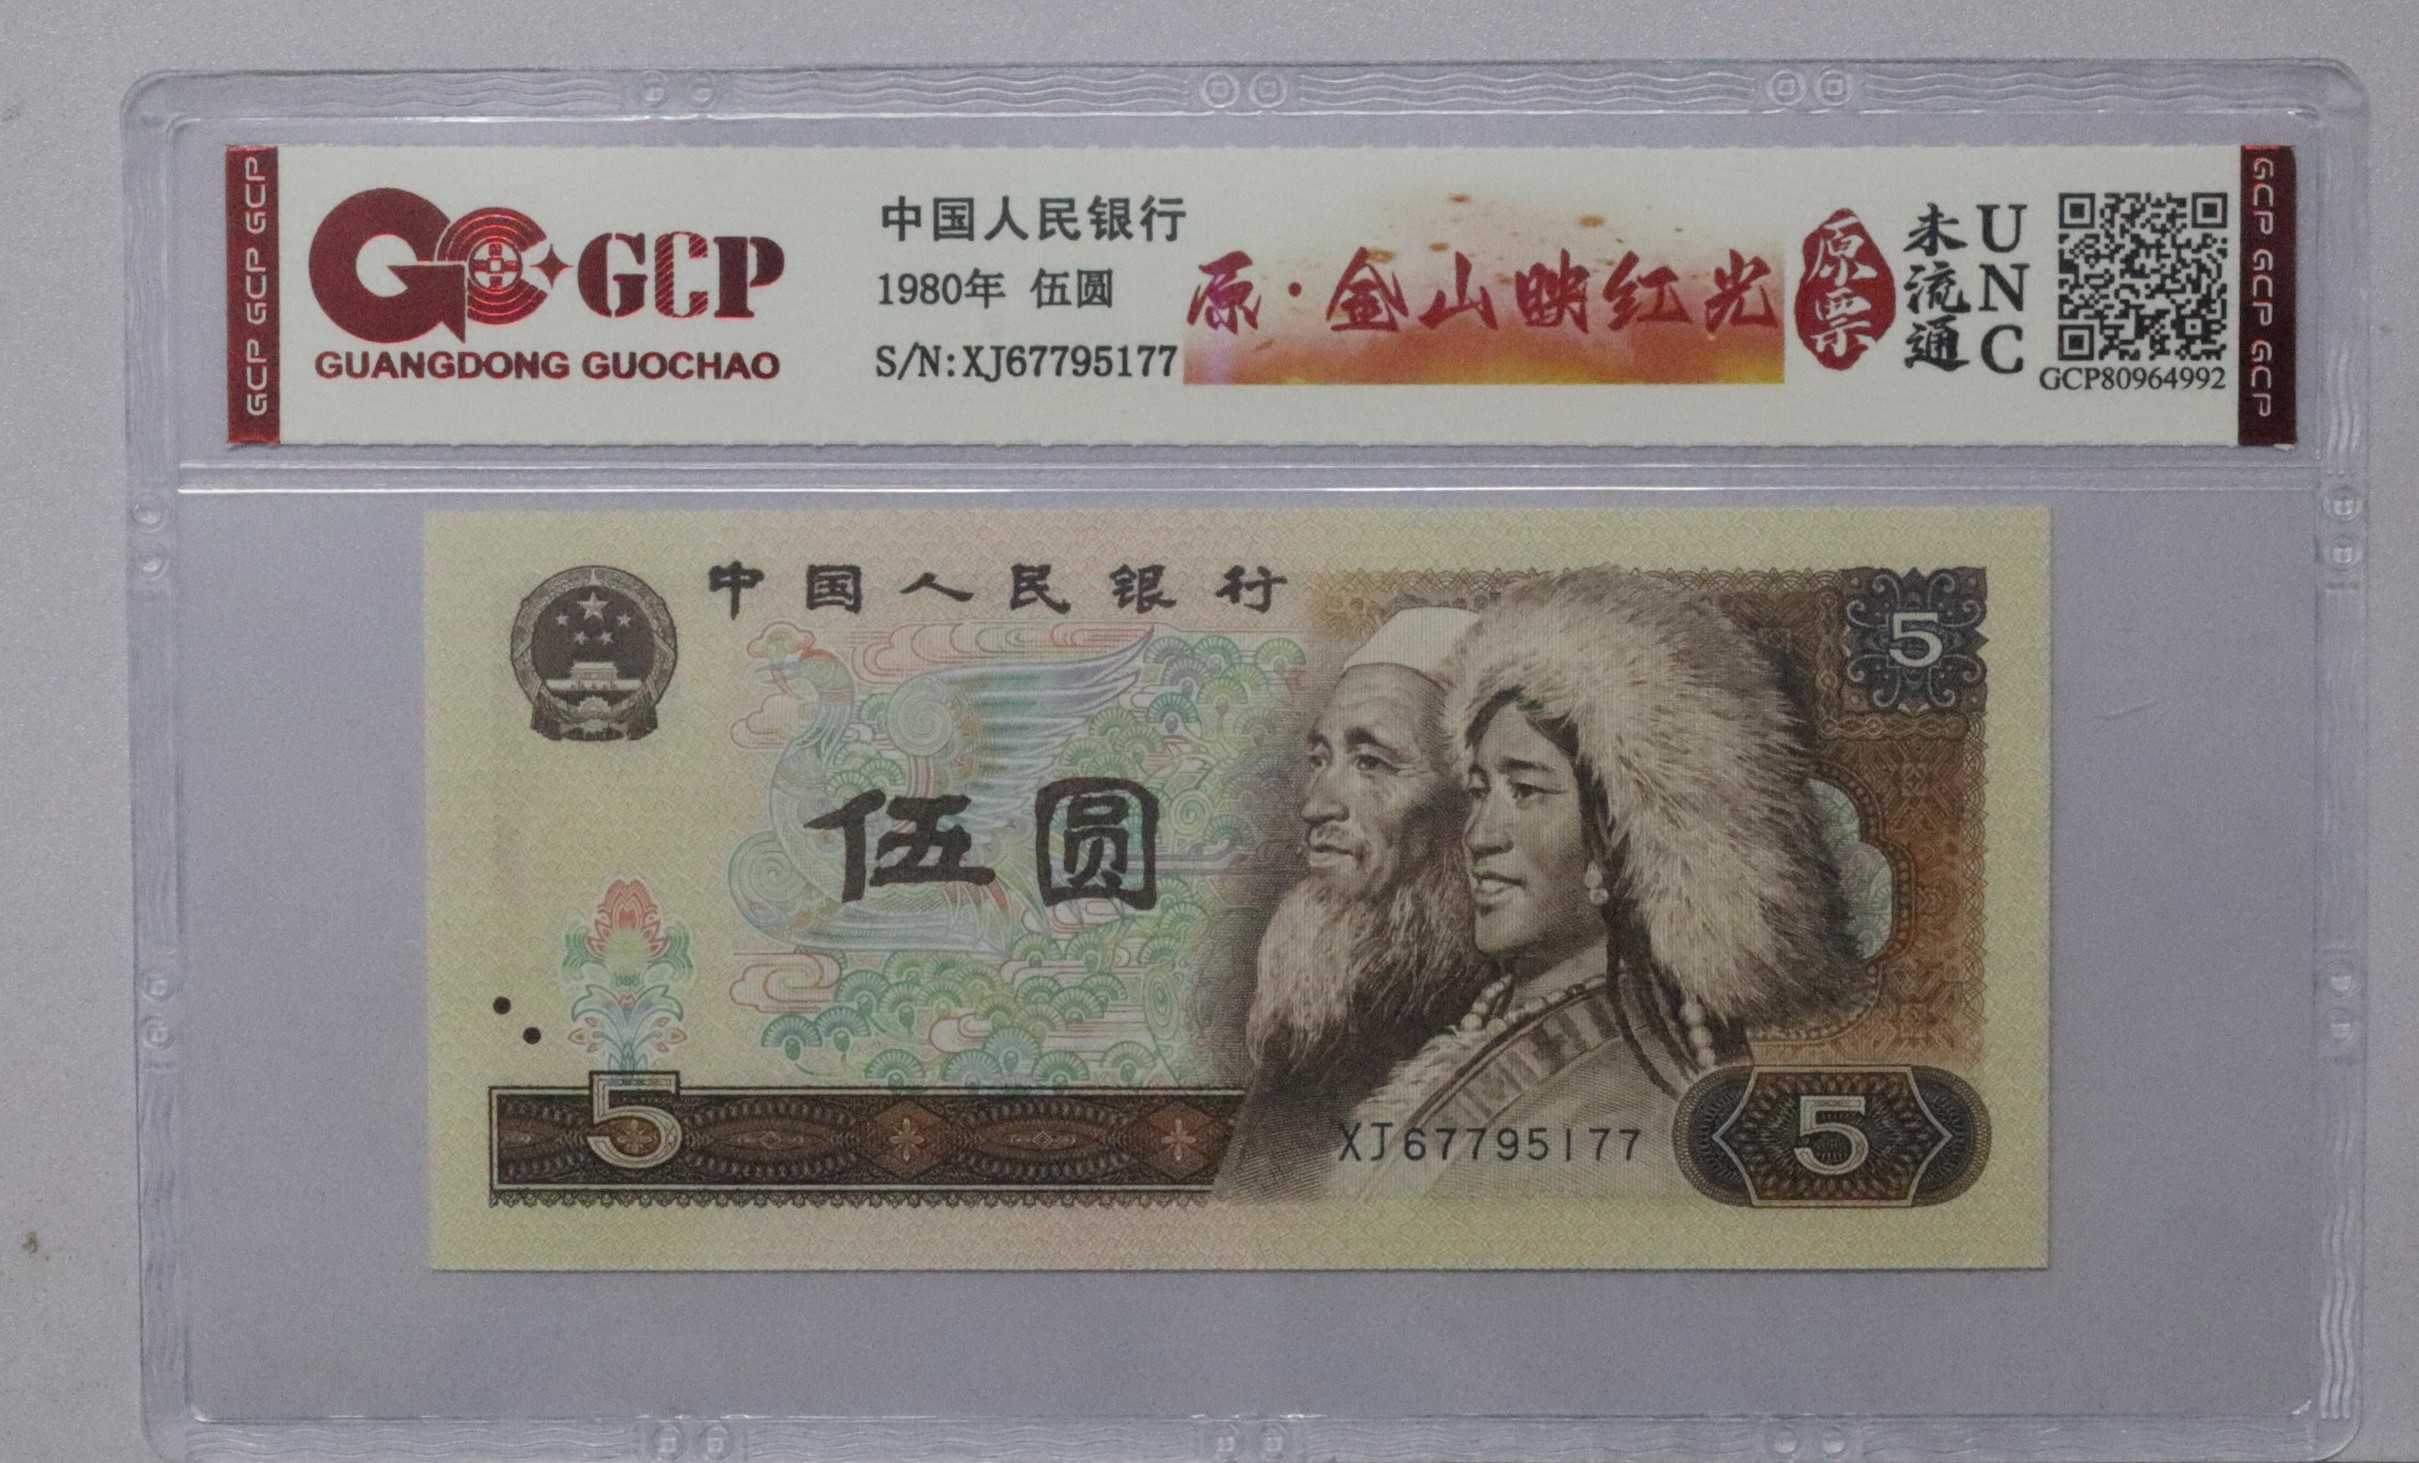 GCP GCP GCP
GCP
GUANGDONG GUOCHAO
中国人民银行
1980年 伍圆
S/N:XJ67795177
原·金山映红光
原票
未流通
UNC
GCP80964992
GCP GCP GCP
中国人民银行
5
伍圆
5
XJ67795177
5